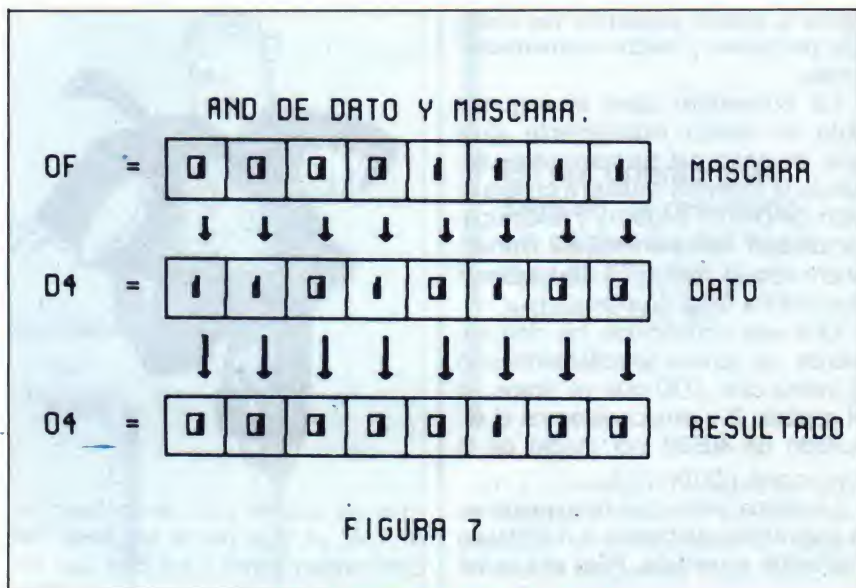 AND DE DATO Y MASCARA.
0F = 0 0 0 0 1 1 1 1 MASCARA
D4 = 1 1 0 1 0 1 0 0 DATO
04 = 0 0 0 0 0 1 0 0 RESULTADO
FIGURA 7